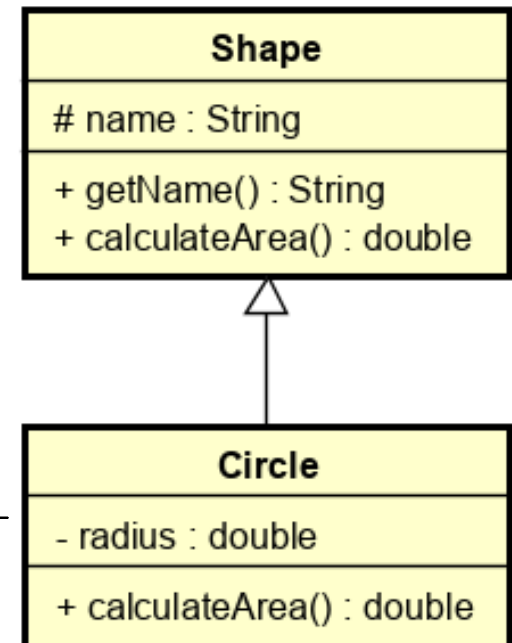 Shape
# name : String
+ getName() : String
+ calculateArea() : double
Circle
- radius : double
+ calculateArea() : double